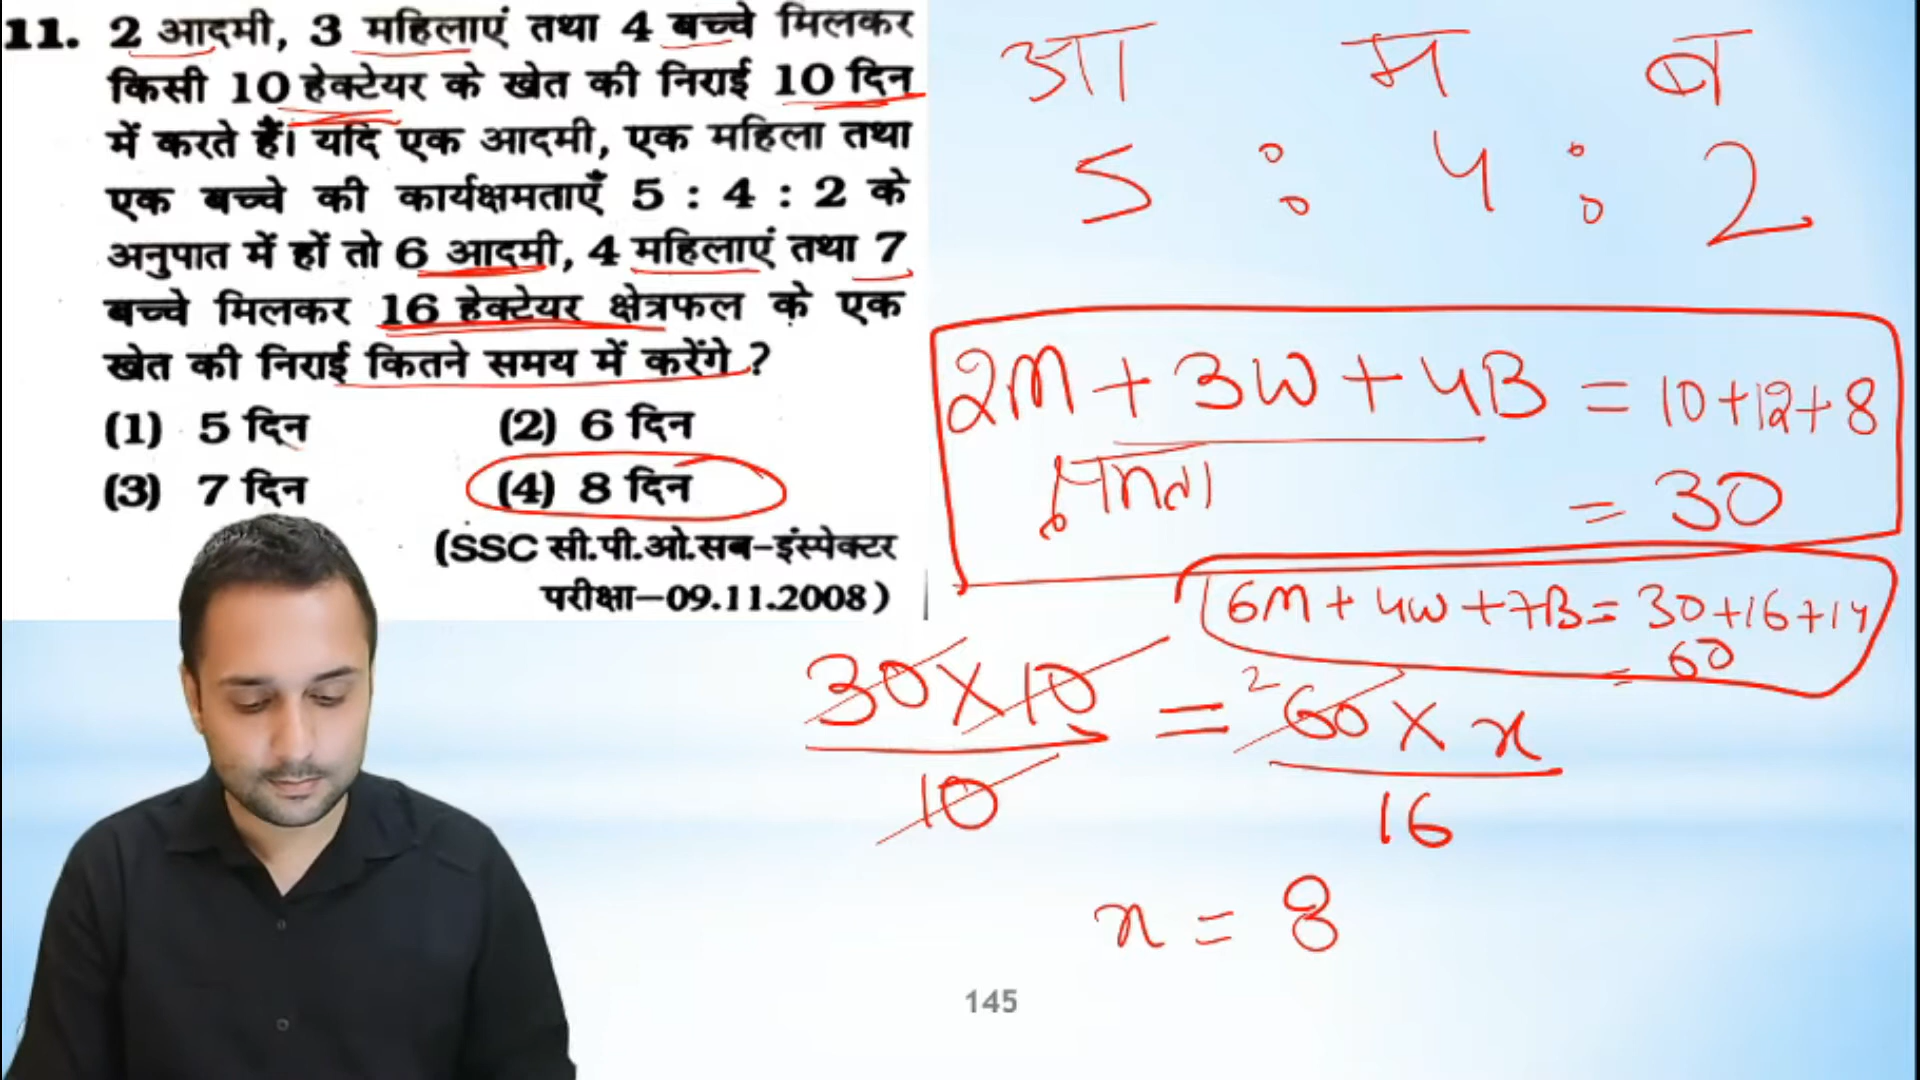 11. 2 आदमी, 3 महिलाएं तथा 4 बच्चे मिलकर
किसी 10 हेक्टेयर के खेत की निराई 10 दिन
में करते हैं। यदि एक आदमी, एक महिला तथा
एक बच्चे की कार्यक्षमताएँ 5 : 4 : 2 के
अनुपात में हों तो 6 आदमी, 4 महिलाएं तथा 7
बच्चे मिलकर 16 हेक्टेयर क्षेत्रफल के एक
खेत की निराई कितने समय में करेंगे ?
(1) 5 दिन (2) 6 दिन
(3) 7 दिन (4) 8 दिन
(SSC सी.पी.ओ.सब-इंस्पेक्टर
परीक्षा—09.11.2008)
आ म ब
5 : 4 : 2
2M + 3W + 4B = 10+12+8
क्षमता = 30
6M + 4W + 7B = 30+16+14
= 60
30 X 10 = 2 60 X x
10 16
x = 8
145